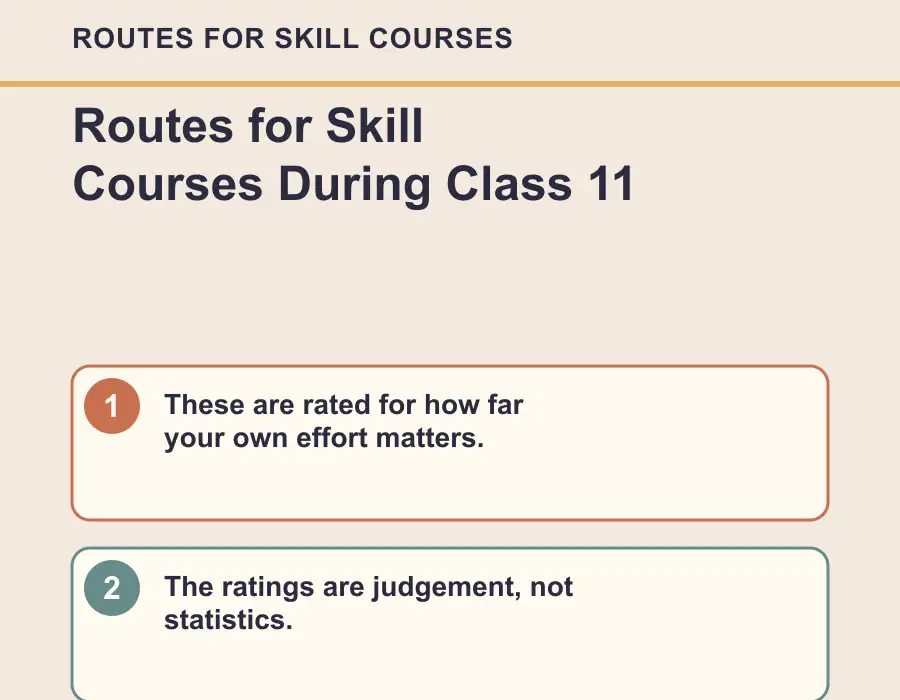 ROUTES FOR SKILL COURSES
Routes for Skill
Courses During Class 11
1
These are rated for how far
your own effort matters.
2
The ratings are judgement, not
statistics.